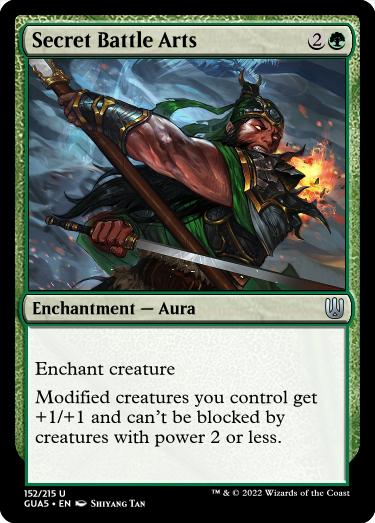 Secret Battle Arts 2
Enchantment — Aura
Enchant creature
Modified creatures you control get
+1/+1 and can't be blocked by
creatures with power 2 or less.
152/215 U
GUA5 • EN Shiyang Tan
™ & © 2022 Wizards of the Coast